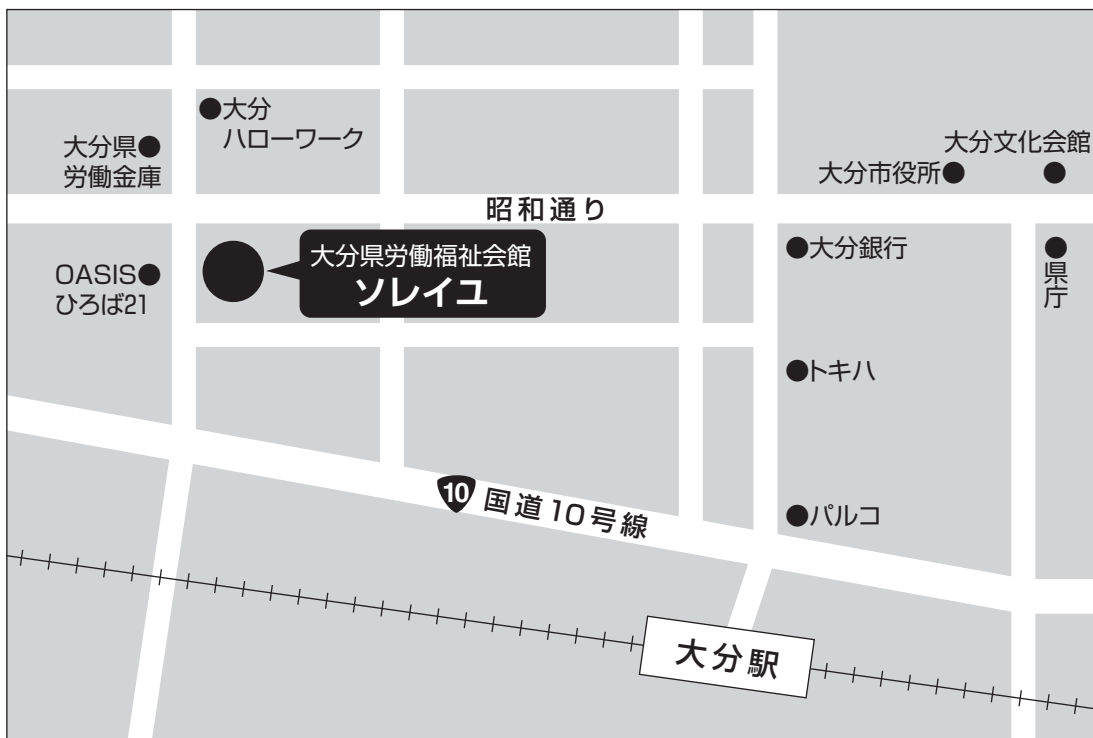 大分
ハローワーク
大分県
労働金庫
大分文化会館
大分市役所
昭和通り
大分県労働福祉会館
ソレイユ
OASIS
ひろば21
大分銀行
県庁
トキハ
10
国道10号線
パルコ
大分駅